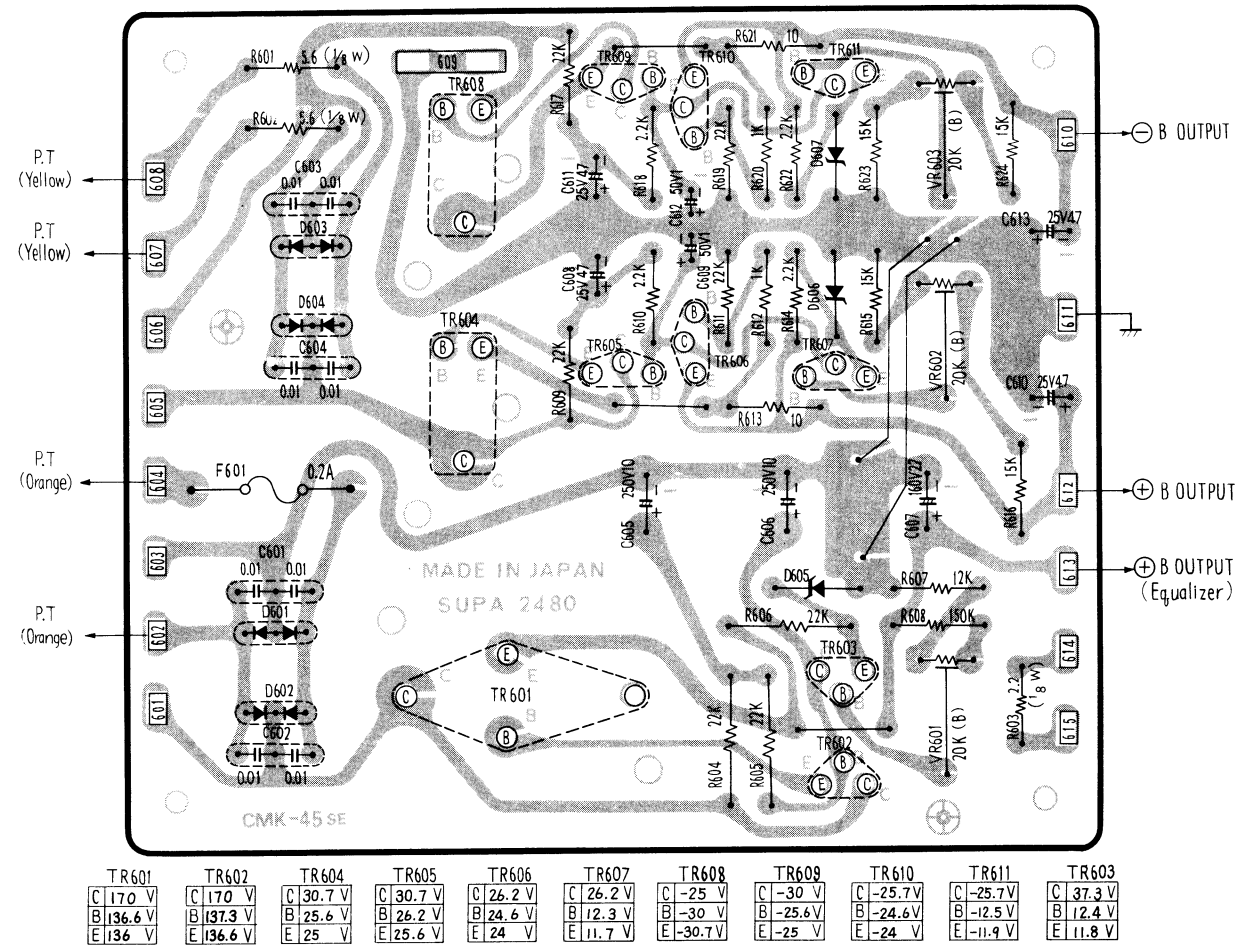 R601 5.6 (1/8 W)
R602 5.6 (1/8 W)
609
TR608
B E
B
C
C
22K
R617
TR609
E B
C
B
E
C
TR610
E
C
B
R621 10
TR611
B E
C
B
C
610
⊖ B OUTPUT
P.T
(Yellow)
608
C603
0.01 0.01
D603
C611
25V47
2.2K
R618
C612
50V1
22K
R619
1K
R620
2.2K
R622
D607
15K
R623
VR603
20K (B)
15K
R624
C613 25V47
P.T
(Yellow)
607
606
D604
C604
0.01 0.01
TR604
B E
B E
C
C
C608
25V47
2.2K
R610
C609
50V1
22K
R611
1K
R612
2.2K
R614
D606
15K
R615
VR602
20K (B)
611
605
22K
R609
TR605
E C B
B
C
E
TR606
TR607
B C E
B
E
R613 10
C610 25V47
P.T
(Orange)
604
F601 0.2A
250V10
C605
250V10
C606
160V22
C607
15K
R616
612
⊕ B OUTPUT
603
C601
0.01 0.01
D601
MADE IN JAPAN
SUPA 2480
D605
R607 12K
613
⊕ B OUTPUT
(Equalizer)
P.T
(Orange)
602
R606 22K
R608 150K
TR603
C E
B
C E
B
614
601
D602
C602
0.01 0.01
TR601
E
C
B
E
C
B
22K
R604
22K
R605
TR602
B
E C
E B
C
VR601
20K (B)
R603
2.2
(1/8 W)
615
CMK-45 SE
TR601
C 170 V
B 136.6 V
E 136 V
TR602
C 170 V
B 137.3 V
E 136.6 V
TR604
C 30.7 V
B 25.6 V
E 25 V
TR605
C 30.7 V
B 26.2 V
E 25.6 V
TR606
C 26.2 V
B 24.6 V
E 24 V
TR607
C 26.2 V
B 12.3 V
E 11.7 V
TR608
C -25 V
B -30 V
E -30.7 V
TR609
C -30 V
B -25.6 V
E -25 V
TR610
C -25.7 V
B -24.6 V
E -24 V
TR611
C -25.7 V
B -12.5 V
E -11.9 V
TR603
C 37.3 V
B 12.4 V
E 11.8 V